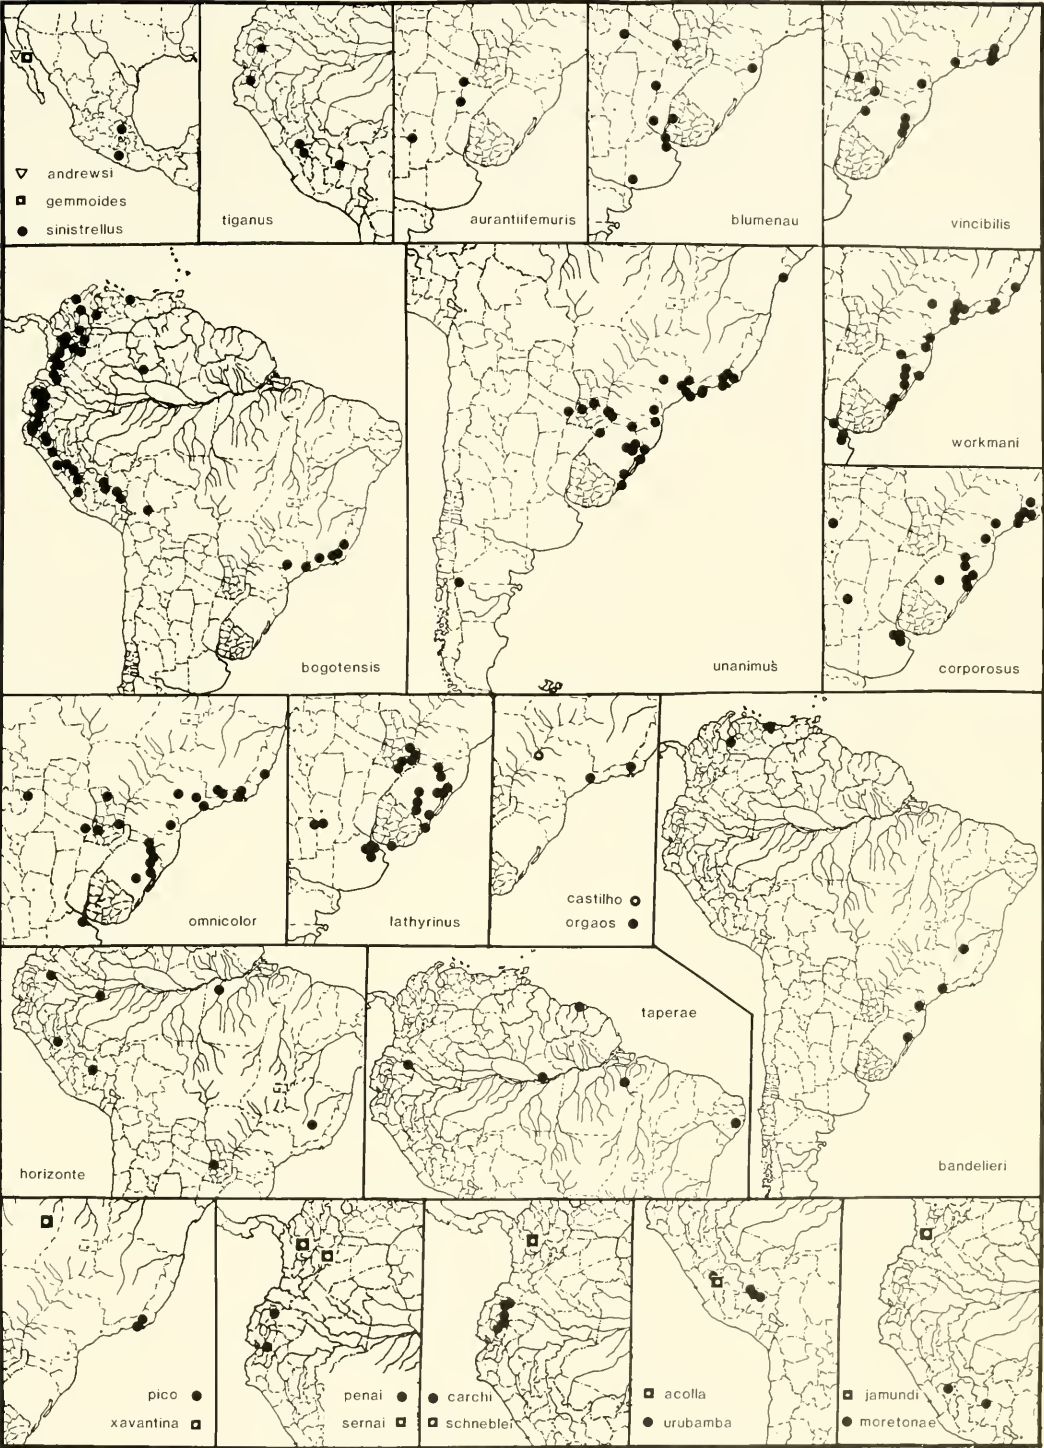 andrewsi
gemmoides
sinistrellus
tiganus
aurantiifemuris
blumenau
vincibilis
workmani
bogotensis
unanimus
corporosus
omnicolor
lathyrinus
castilho
orgaos
taperae
horizonte
bandelieri
pico
xavantina
penai
sernai
carchi
schneblei
acolla
urubamba
jamundi
moretonae